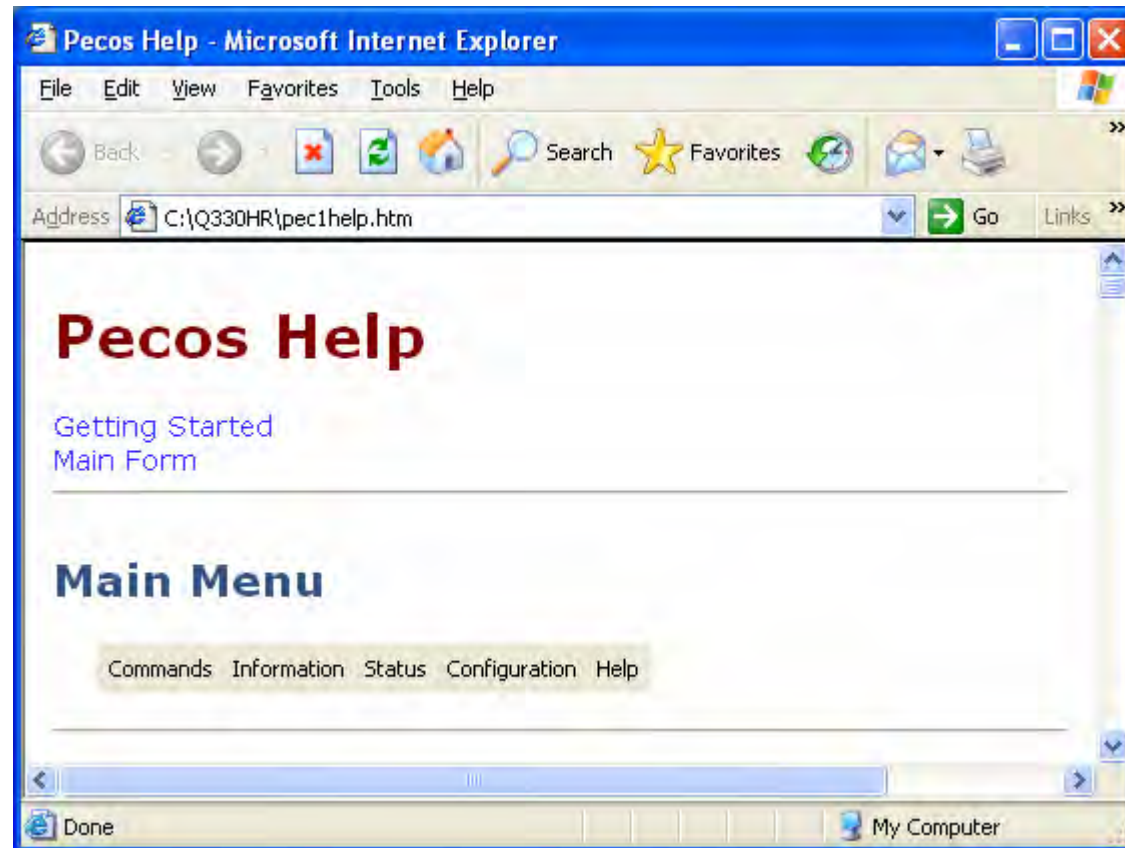 Pecos Help - Microsoft Internet Explorer
File Edit View Favorites Tools Help
Back Search Favorites »
Address C:\Q330HR\pec1help.htm Go Links »
Pecos Help
Getting Started
Main Form
Main Menu
Commands Information Status Configuration Help
Done My Computer